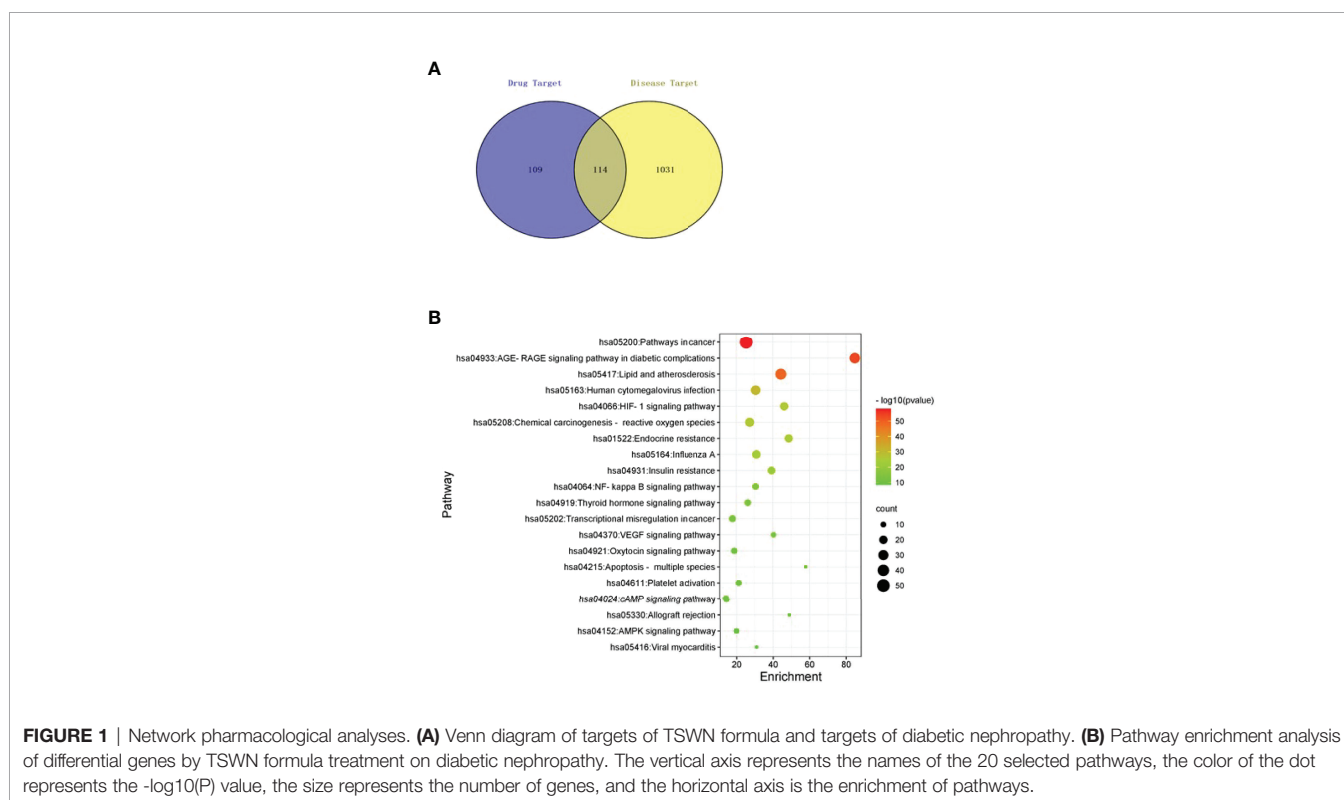 A
Drug Target
Disease Target
109
114
1031
B
hsa05200:Pathways in cancer
hsa04933:AGE- RAGE signaling pathway in diabetic complications
hsa05417:Lipid and atherosderosis
hsa05163:Human cytomegalovirus infection
hsa04066:HIF- 1 signaling pathway
hsa05208:Chemical carcinogenesis - reactive oxygen species
hsa01522:Endocrine resistance
hsa05164:Influenza A
hsa04931:Insulin resistance
hsa04064:NF- kappa B signaling pathway
hsa04919:Thyroid hormone signaling pathway
hsa05202:Transcriptional misregulation in cancer
hsa04370:VEGF signaling pathway
hsa04921:Oxytocin signaling pathway
hsa04215:Apoptosis - multiple species
hsa04611:Platelet activation
hsa04024:cAMP signaling pathway
hsa05330:Allograft rejection
hsa04152:AMPK signaling pathway
hsa05416:Viral myocarditis
Pathway
20 40 60 80
Enrichment
- log10(pvalue)
50
40
30
20
10
count
10
20
30
40
50
FIGURE 1 | Network pharmacological analyses. (A) Venn diagram of targets of TSWN formula and targets of diabetic nephropathy. (B) Pathway enrichment analysis
of differential genes by TSWN formula treatment on diabetic nephropathy. The vertical axis represents the names of the 20 selected pathways, the color of the dot
represents the -log10(P) value, the size represents the number of genes, and the horizontal axis is the enrichment of pathways.